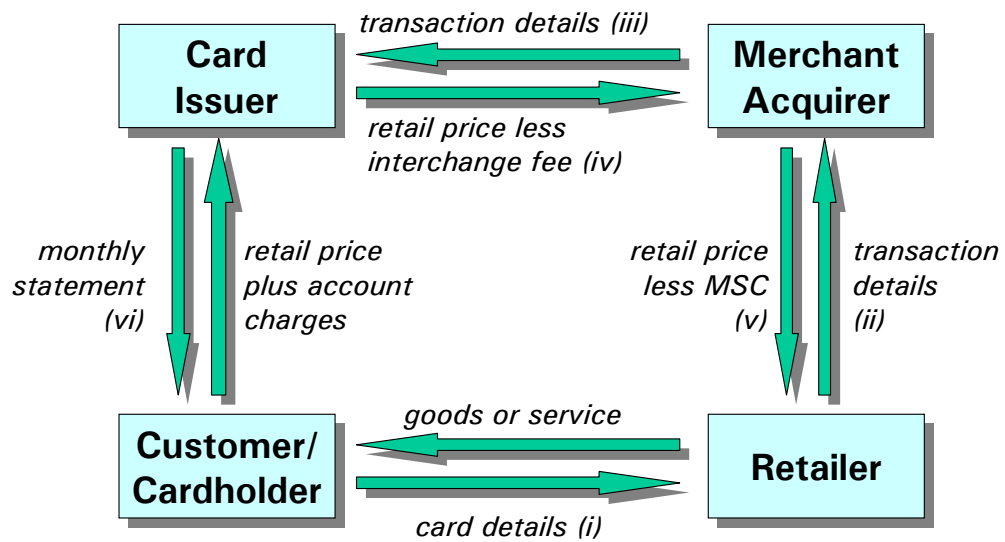 transaction details (iii)
Card
Issuer
Merchant
Acquirer
retail price less
interchange fee (iv)
monthly
statement
(vi)
retail price
plus account
charges
retail price
less MSC
(v)
transaction
details
(ii)
goods or service
Customer/
Cardholder
Retailer
card details (i)